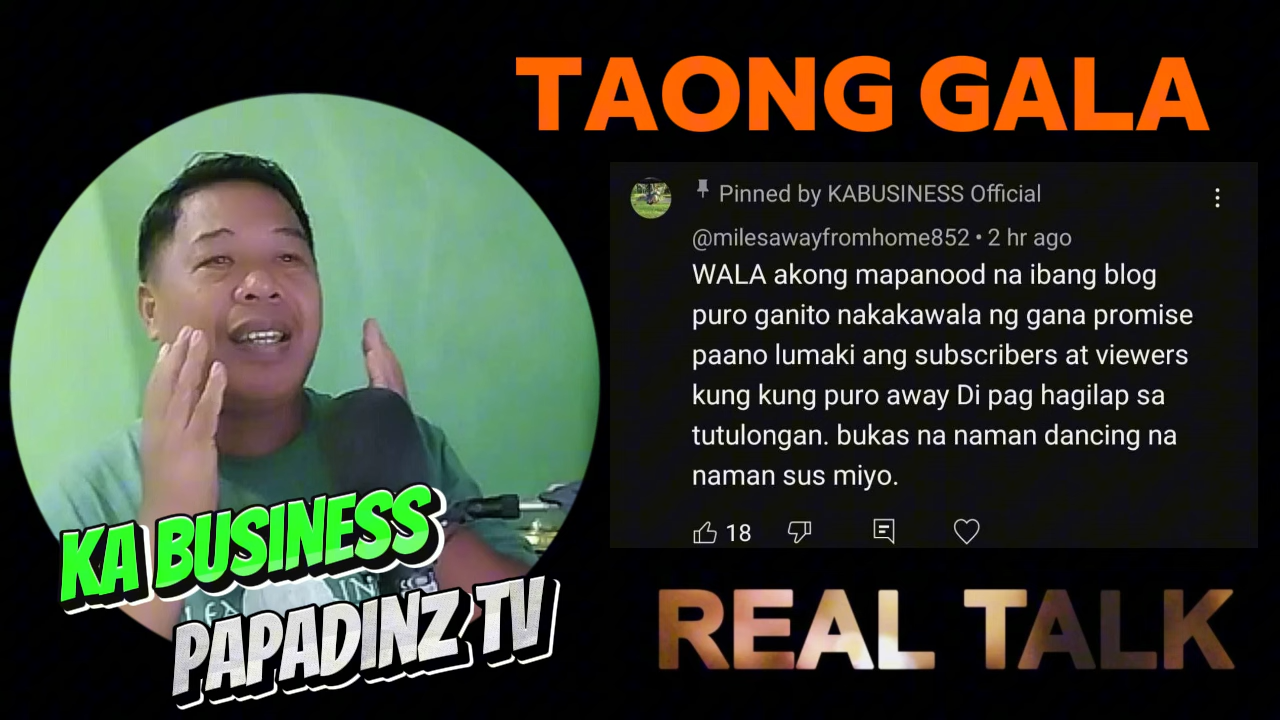 TAONG GALA
Pinned by KABUSINESS Official
@milesawayfromhome852 • 2 hr ago
WALA akong mapanood na ibang blog
puro ganito nakakawala ng gana promise
paano lumaki ang subscribers at viewers
kung kung puro away Di pag hagilap sa
tutulongan. bukas na naman dancing na
naman sus miyo.
18
KA BUSINESS
PAPADINZ TV
REAL TALK